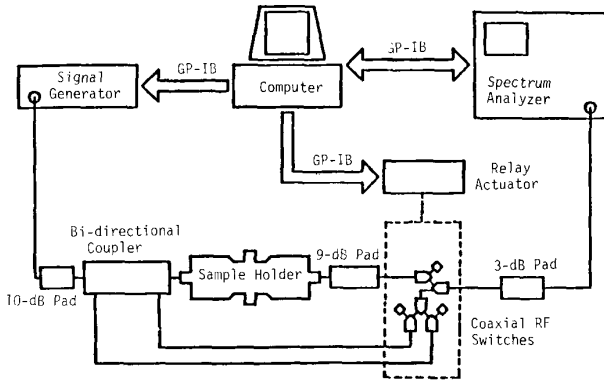 GP-IB
GP-IB
Signal
Generator
Computer
Spectrum
Analyzer
GP-IB
Relay
Actuator
Bi-directional
Coupler
9-dB Pad
Sample Holder
3-dB Pad
10-dB Pad
Coaxial RF
Switches